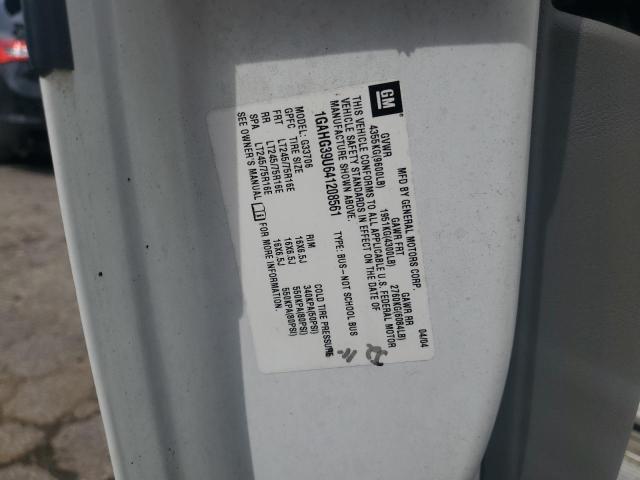 GM
MFD BY GENERAL MOTORS CORP. 04/04
GVWR GAWR FRT GAWR RR
4355KG(9600LB) 1951KG(4300LB) 2760KG(6084LB)
THIS VEHICLE CONFORMS TO ALL APPLICABLE U.S. FEDERAL MOTOR
VEHICLE SAFETY STANDARDS IN EFFECT ON THE DATE OF
MANUFACTURE SHOWN ABOVE.
1GAHG39U641208561 TYPE: BUS-NOT SCHOOL BUS
MODEL: G33706
GPFC TIRE SIZE RIM COLD TIRE PRESSURE
FRT LT245/75R16E 16X6.5J 340KPA(50PSI)
RR LT245/75R16E 16X6.5J 550KPA(80PSI)
SPA LT245/75R16E 16X6.5J 550KPA(80PSI)
SEE OWNER'S MANUAL FOR MORE INFORMATION.